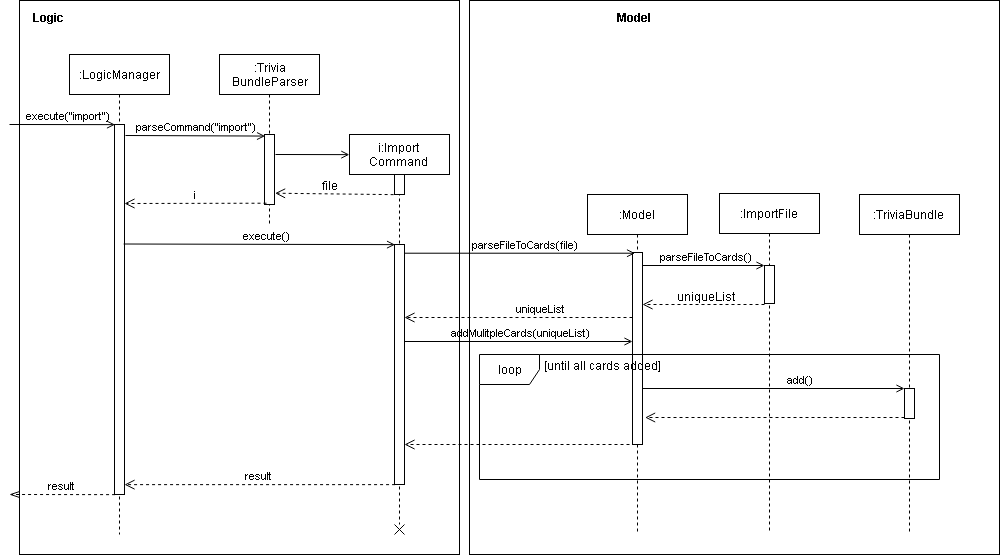 Logic
Model
:LogicManager
:Trivia
BundleParser
execute("import")
parseCommand("import")
i:Import
Command
file
i
:Model
:ImportFile
:TriviaBundle
execute()
parseFileToCards(file)
parseFileToCards()
uniqueList
uniqueList
addMulitpleCards(uniqueList)
loop
[until all cards added]
add()
result
result